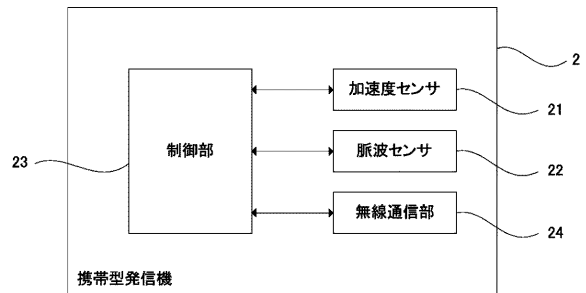 2
加速度センサ
21
制御部
23
脈波センサ
22
無線通信部
24
携帯型発信機